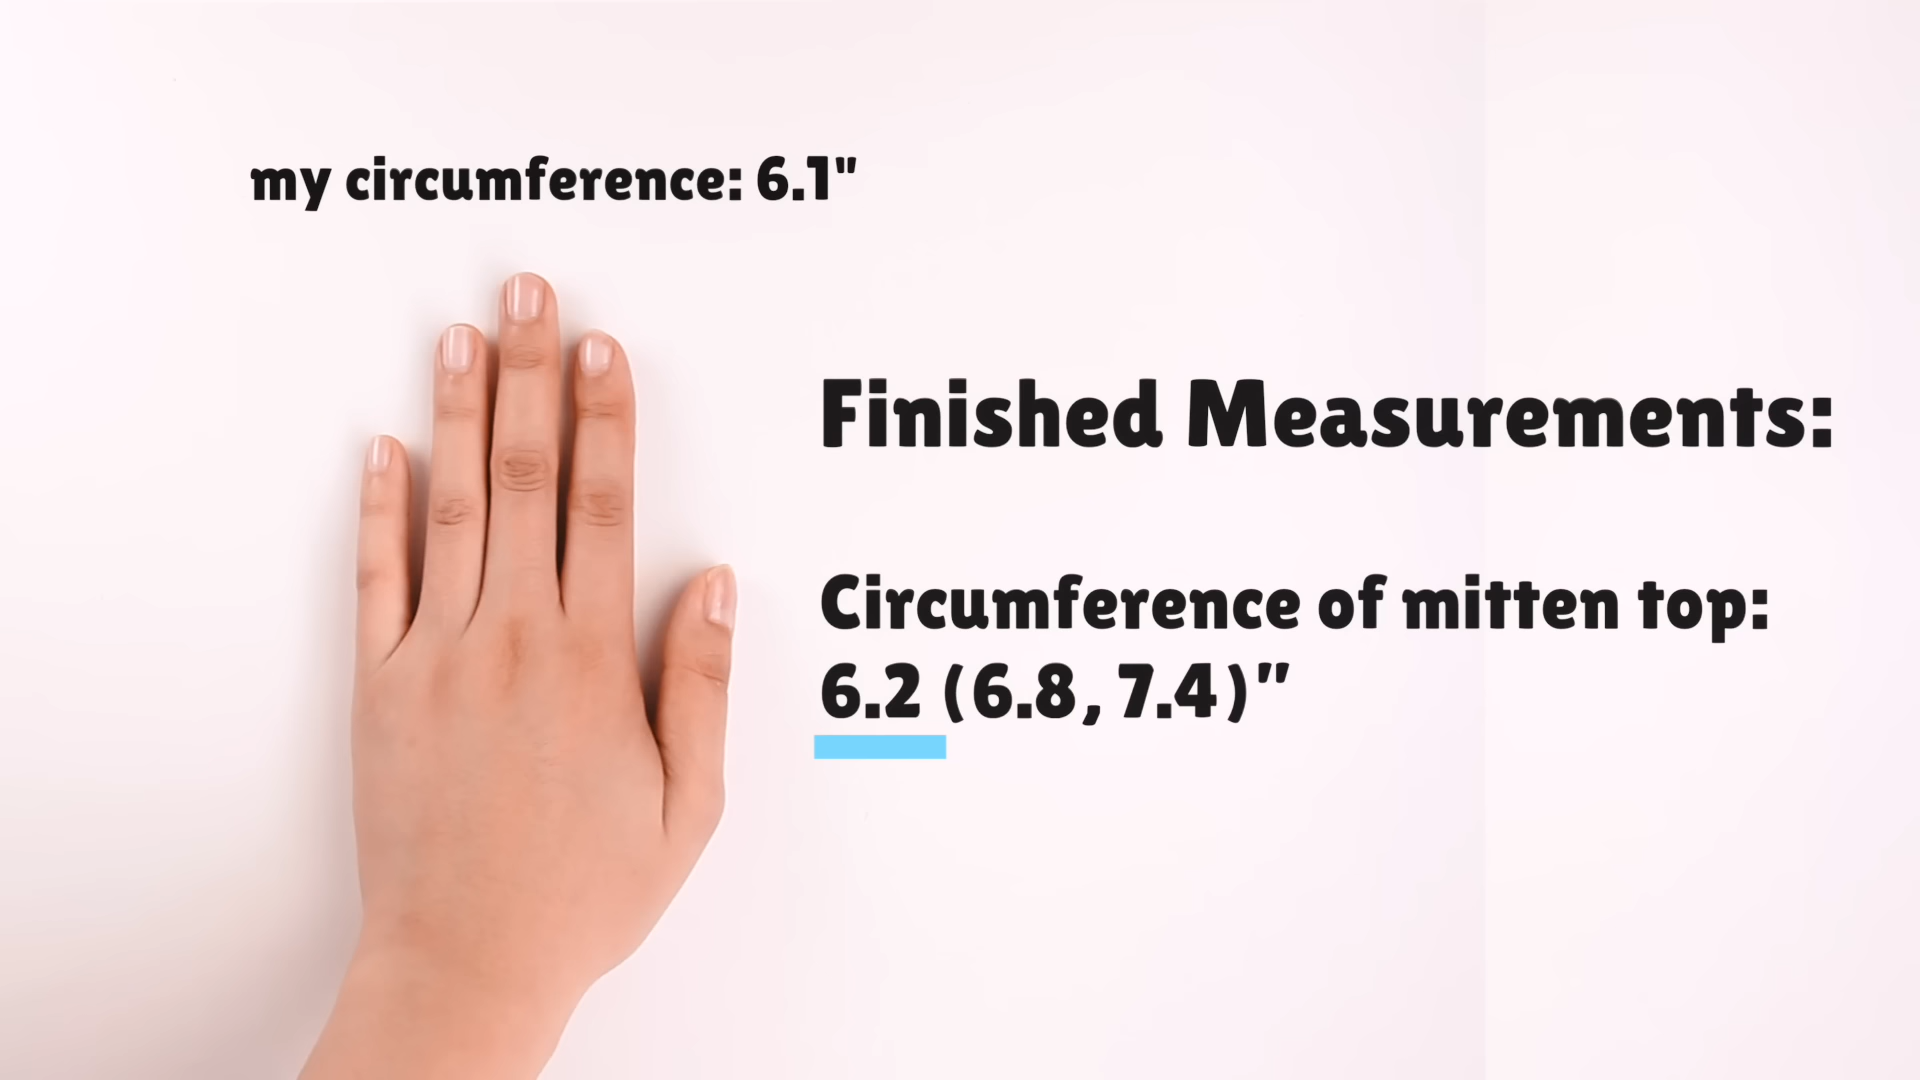 my circumference: 6.1"
Finished Measurements:
Circumference of mitten top:
6.2 (6.8, 7.4)"